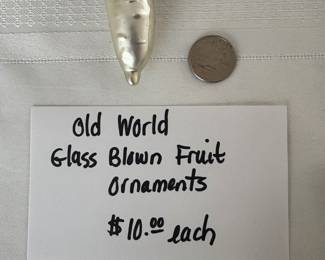 Old World
Glass Blown Fruit
Ornaments
$10.00 each